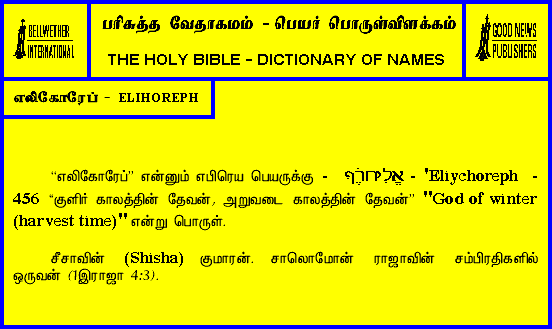 BELLWETHER
INTERNATIONAL
பரிசுத்த வேதாகமம் - பெயர் பொருள்விளக்கம்
THE HOLY BIBLE - DICTIONARY OF NAMES
GOOD NEWS
PUBLISHERS
எலிகோரேப் - ELIHOREPH
“எலிகோரேப்” என்னும் எபிரெய பெயருக்கு - אֱלִיחֹרֶף - 'Eliychoreph -
456 “குளிர் காலத்தின் தேவன், அறுவடை காலத்தின் தேவன்” "God of winter
(harvest time)" என்று பொருள்.
சீசாவின் (Shisha) குமாரன். சாலொமோன் ராஜாவின் சம்பிரதிகளில்
ஒருவன் (1இராஜா 4:3).